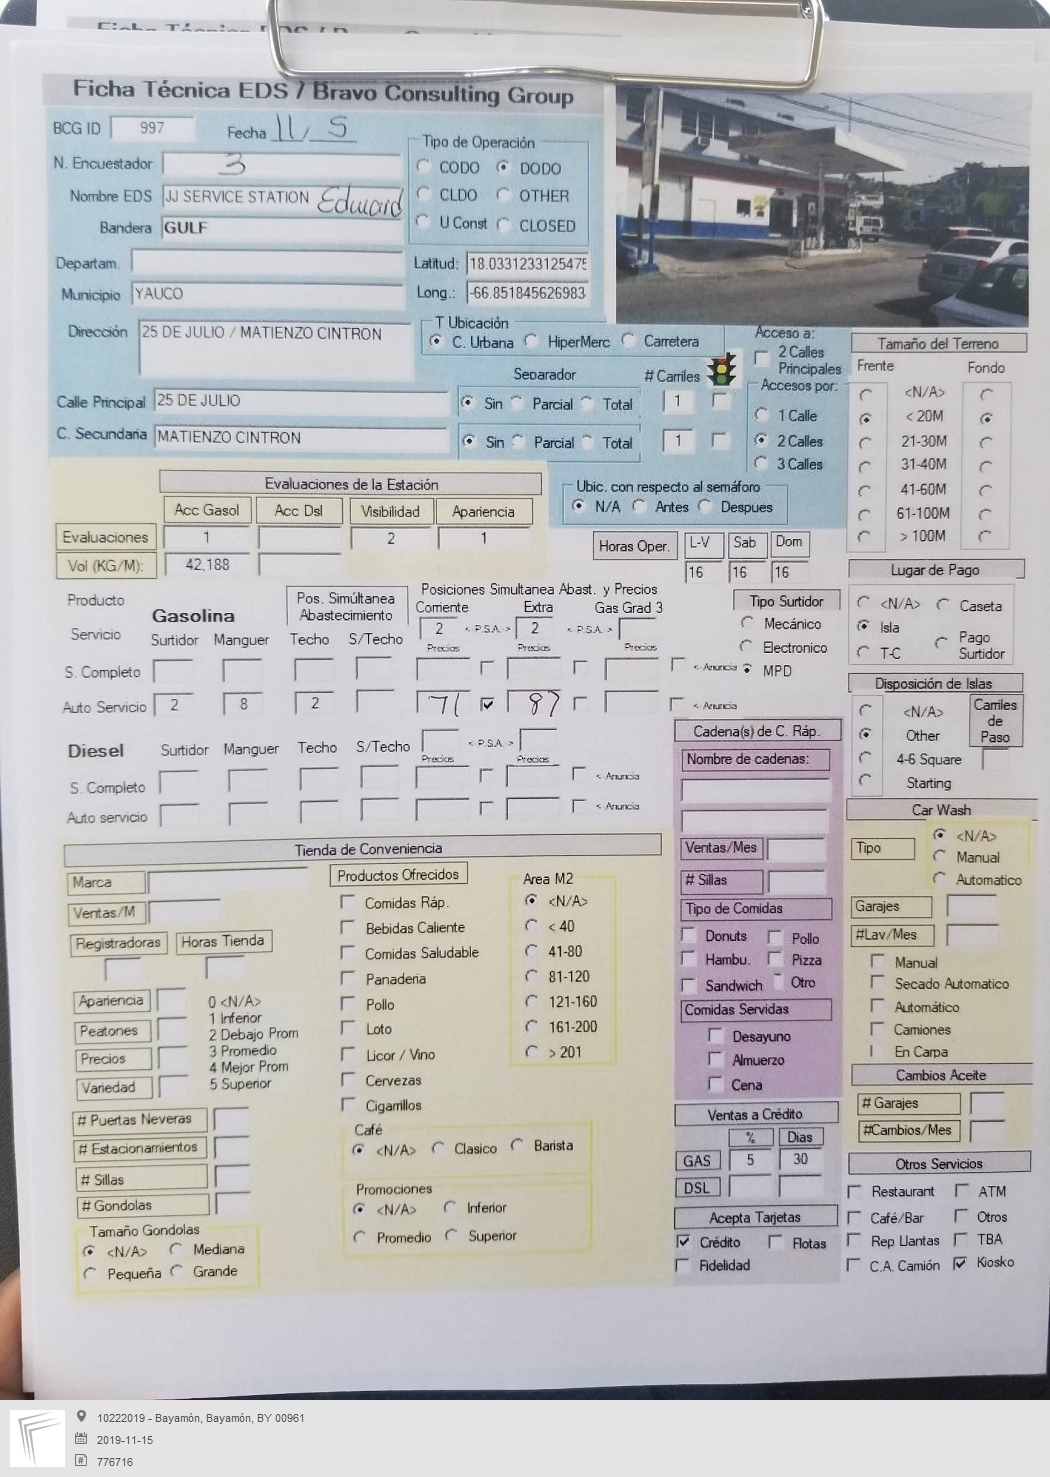 Ficha Técnica EDS / Bravo Consulting Group
BCG ID 997 Fecha 11/5
N. Encuestador 3
Nombre EDS JJ SERVICE STATION Edward
Bandera GULF
Departam.
Municipio YAUCO
Dirección 25 DE JULIO / MATIENZO CINTRON
Calle Principal 25 DE JULIO
C. Secundaria MATIENZO CINTRON
Tipo de Operación
CODO DODO
CLDO OTHER
U Const CLOSED
Latitud: 18.0331233125475
Long.: -66.851845626983
T Ubicación
C. Urbana HiperMerc Carretera
Separador # Carriles
Sin Parcial Total 1
Sin Parcial Total 1
Acceso a:
2 Calles
Principales
Accesos por:
1 Calle
2 Calles
3 Calles
Ubic. con respecto al semáforo
N/A Antes Despues
Tamaño del Terreno
Frente Fondo
<N/A>
< 20M
21-30M
31-40M
41-60M
61-100M
> 100M
Evaluaciones de la Estación
Acc Gasol Acc Dsl Visibilidad Apariencia
Evaluaciones 1 2 1
Vol (KG/M): 42,188
Horas Oper. L-V Sab Dom
16 16 16
Lugar de Pago
<N/A> Caseta
Isla
T-C Pago
Surtidor
Producto
Servicio
Gasolina
Surtidor Manguer
Pos. Simúltanea
Abastecimiento
Techo S/Techo
Posiciones Simultanea Abast. y Precios
Corriente Extra Gas Grad 3
2 <-P.S.A.-> 2 <-P.S.A.->
Precios Precios Precios
S. Completo <-Anuncia
Auto Servicio 2 8 2 71 87 <-Anuncia
Tipo Surtidor
Mecánico
Electronico
MPD
Disposición de Islas
<N/A>
Other
4-6 Square
Starting
Carriles
de
Paso
Diesel Surtidor Manguer Techo S/Techo <-P.S.A.->
Precios Precios
S. Completo <-Anuncia
Auto servicio <-Anuncia
Cadena(s) de C. Ráp.
Nombre de cadenas:
Ventas/Mes
# Sillas
Tipo de Comidas
Donuts Pollo
Hambu. Pizza
Sandwich Otro
Comidas Servidas
Desayuno
Almuerzo
Cena
Car Wash
Tipo <N/A>
Manual
Automatico
Garajes
#Lav/Mes
Manual
Secado Automatico
Automático
Camiones
En Carpa
Cambios Aceite
# Garajes
#Cambios/Mes
Tienda de Conveniencia
Marca
Ventas/M
Registradoras Horas Tienda
Apariencia
Peatones
Precios
Variedad
0 <N/A>
1 Inferior
2 Debajo Prom
3 Promedio
4 Mejor Prom
5 Superior
# Puertas Neveras
# Estacionamientos
# Sillas
# Gondolas
Tamaño Gondolas
<N/A> Mediana
Pequeña Grande
Productos Ofrecidos
Comidas Ráp.
Bebidas Caliente
Comidas Saludable
Panaderia
Pollo
Loto
Licor / Vino
Cervezas
Cigarrillos
Area M2
<N/A>
< 40
41-80
81-120
121-160
161-200
> 201
Café
<N/A> Clasico Barista
Promociones
<N/A> Inferior
Promedio Superior
Ventas a Crédito
% Dias
GAS 5 30
DSL
Acepta Tarjetas
Crédito Flotas
Fidelidad
Otros Servicios
Restaurant ATM
Café/Bar Otros
Rep Llantas TBA
C.A. Camión Kiosko
10222019 - Bayamón, Bayamón, BY 00961
2019-11-15
776716